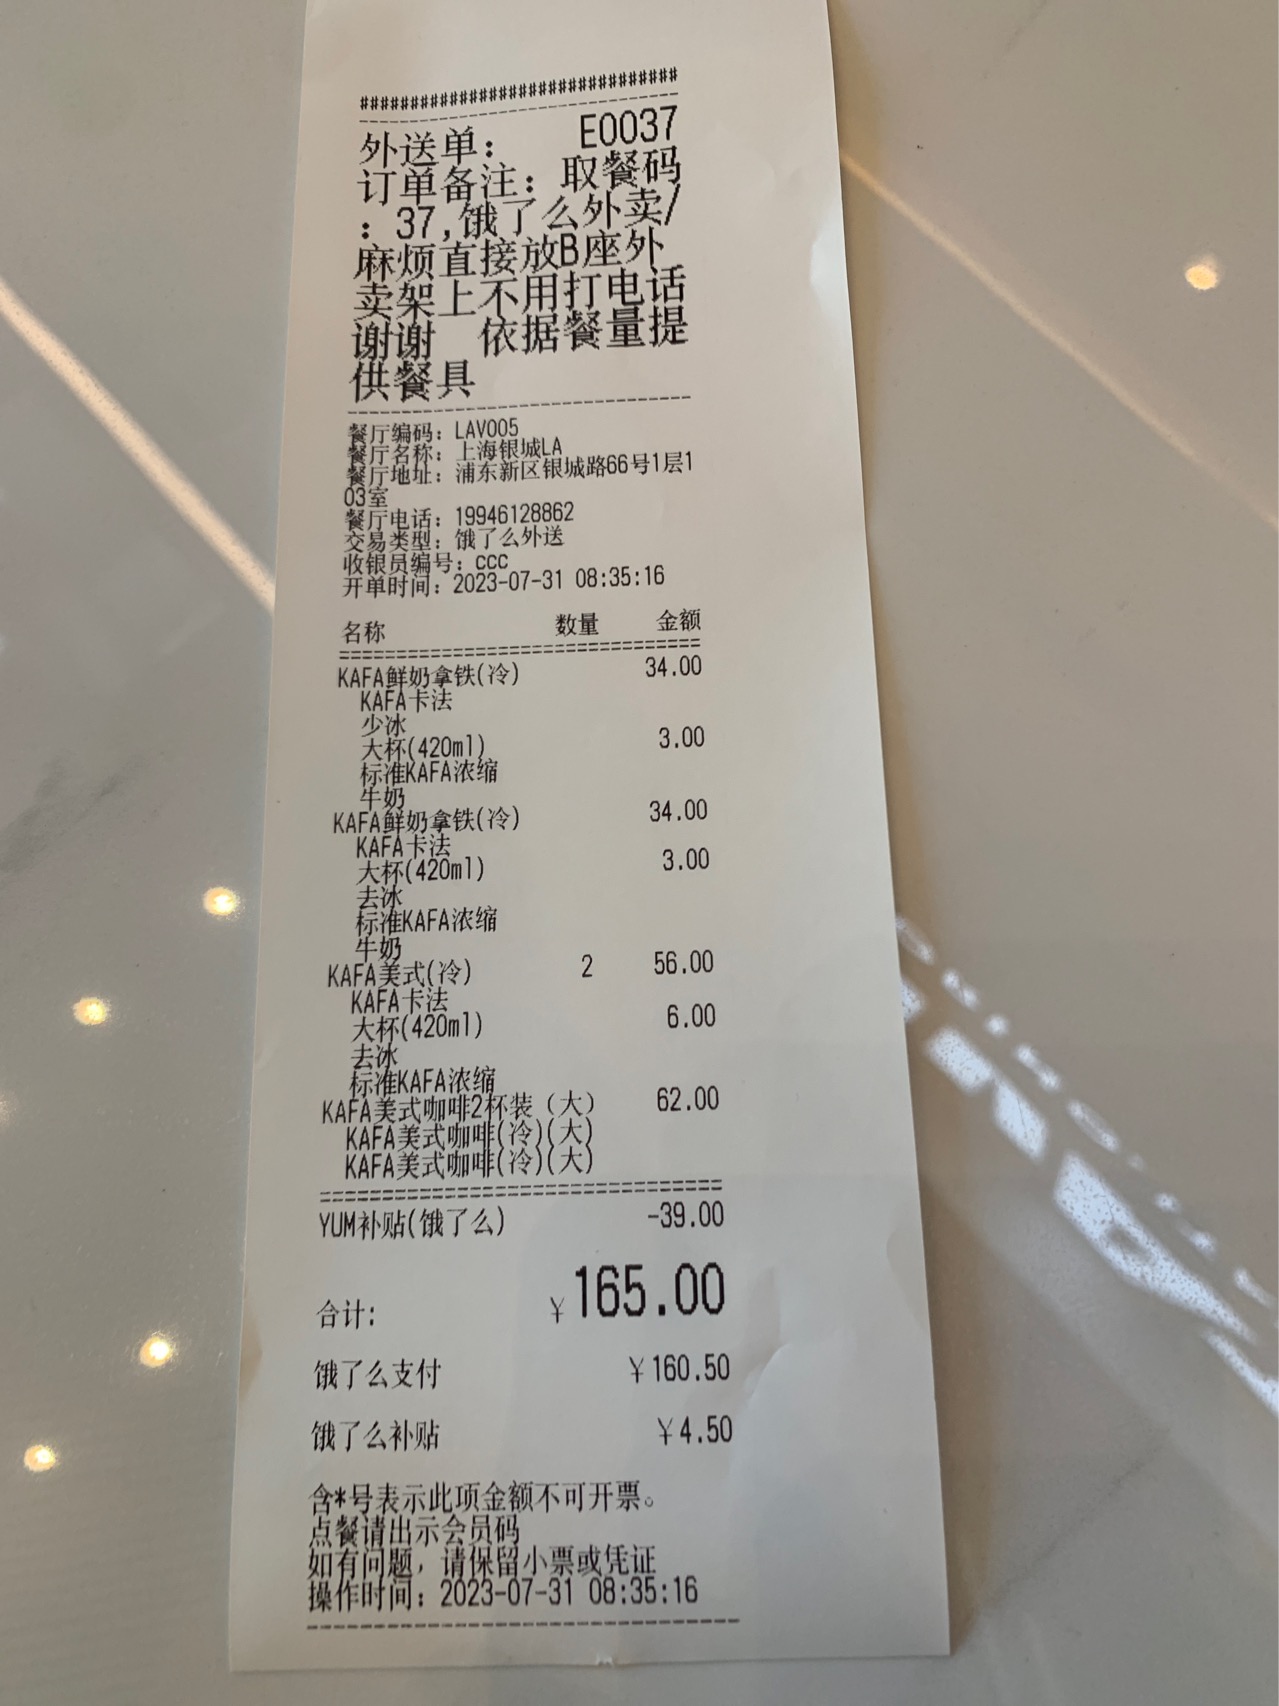 ################################
外送单: E0037
订单备注: 取餐码
: 37,饿了么外卖/
麻烦直接放B座外
卖架上不用打电话
谢谢 依据餐量提
供餐具
餐厅编码: LAV005
餐厅名称: 上海银城LA
餐厅地址: 浦东新区银城路66号1层1
03室
餐厅电话: 19946128862
交易类型: 饿了么外送
收银员编号: ccc
开单时间: 2023-07-31 08:35:16
名称 数量 金额
KAFA鲜奶拿铁(冷) 34.00
KAFA卡法
少冰
大杯(420ml) 3.00
标准KAFA浓缩
牛奶
KAFA鲜奶拿铁(冷) 34.00
KAFA卡法
大杯(420ml) 3.00
去冰
标准KAFA浓缩
牛奶
KAFA美式(冷) 2 56.00
KAFA卡法
大杯(420ml) 6.00
去冰
标准KAFA浓缩
KAFA美式咖啡2杯装（大） 62.00
KAFA美式咖啡(冷)(大)
KAFA美式咖啡(冷)(大)
YUM补贴(饿了么) -39.00
合计: ¥165.00
饿了么支付 ¥160.50
饿了么补贴 ¥4.50
含*号表示此项金额不可开票。
点餐请出示会员码
如有问题，请保留小票或凭证
操作时间: 2023-07-31 08:35:16